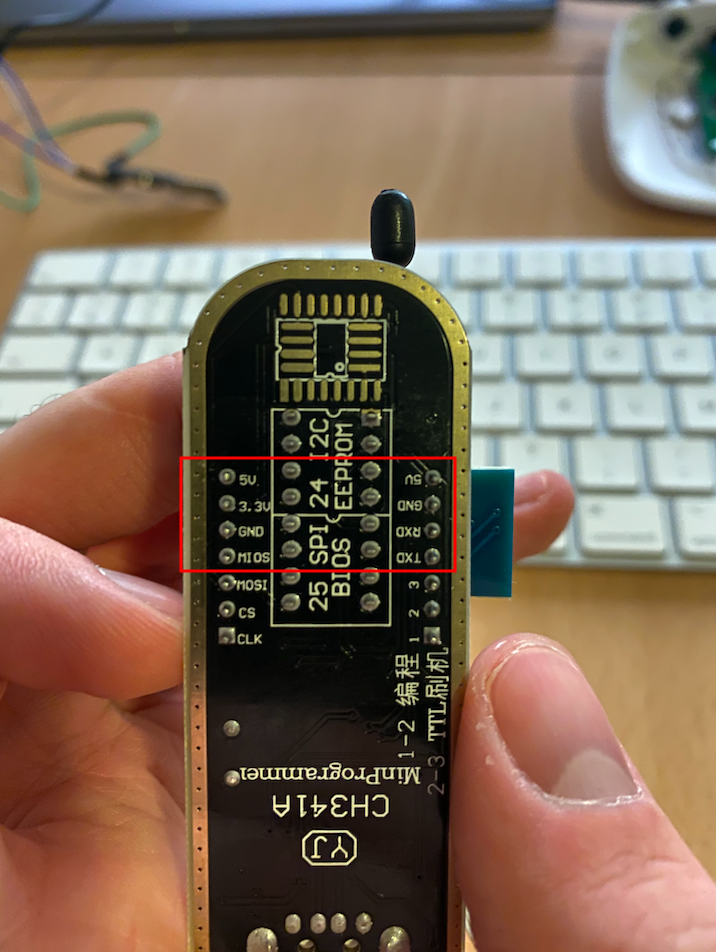 24 I2C
EEPROM
25 SPI
BIOS
5V
3.3V
GND
MIOS
MOSI
CS
CLK
5V
GND
RXD
TXD
3
2
1
1-2 编程
2-3 TTL刷机
MinProgrammer
CH341A
YJ